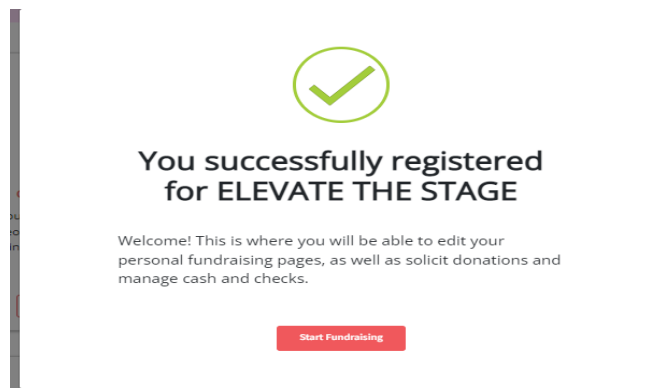 You successfully registered
for ELEVATE THE STAGE
Welcome! This is where you will be able to edit your
personal fundraising pages, as well as solicit donations and
manage cash and checks.
Start Fundraising